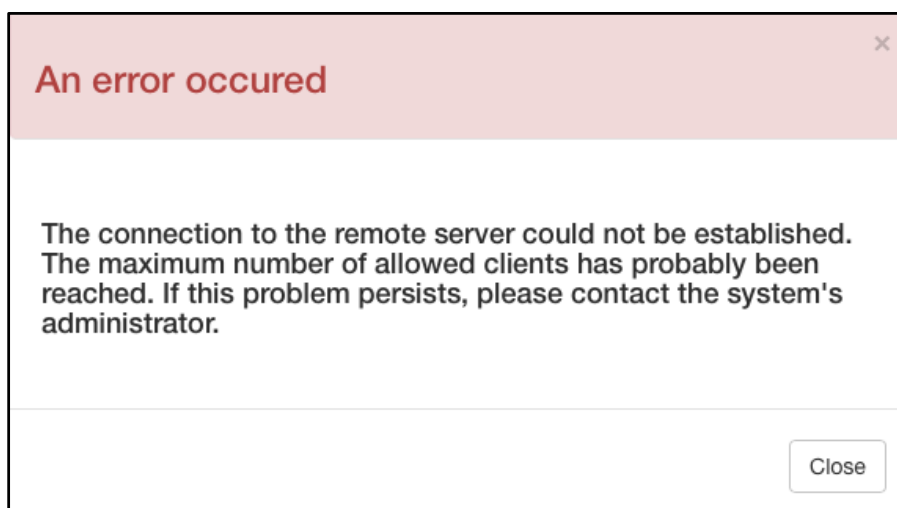 ×
An error occured
The connection to the remote server could not be established.
The maximum number of allowed clients has probably been
reached. If this problem persists, please contact the system's
administrator.
Close